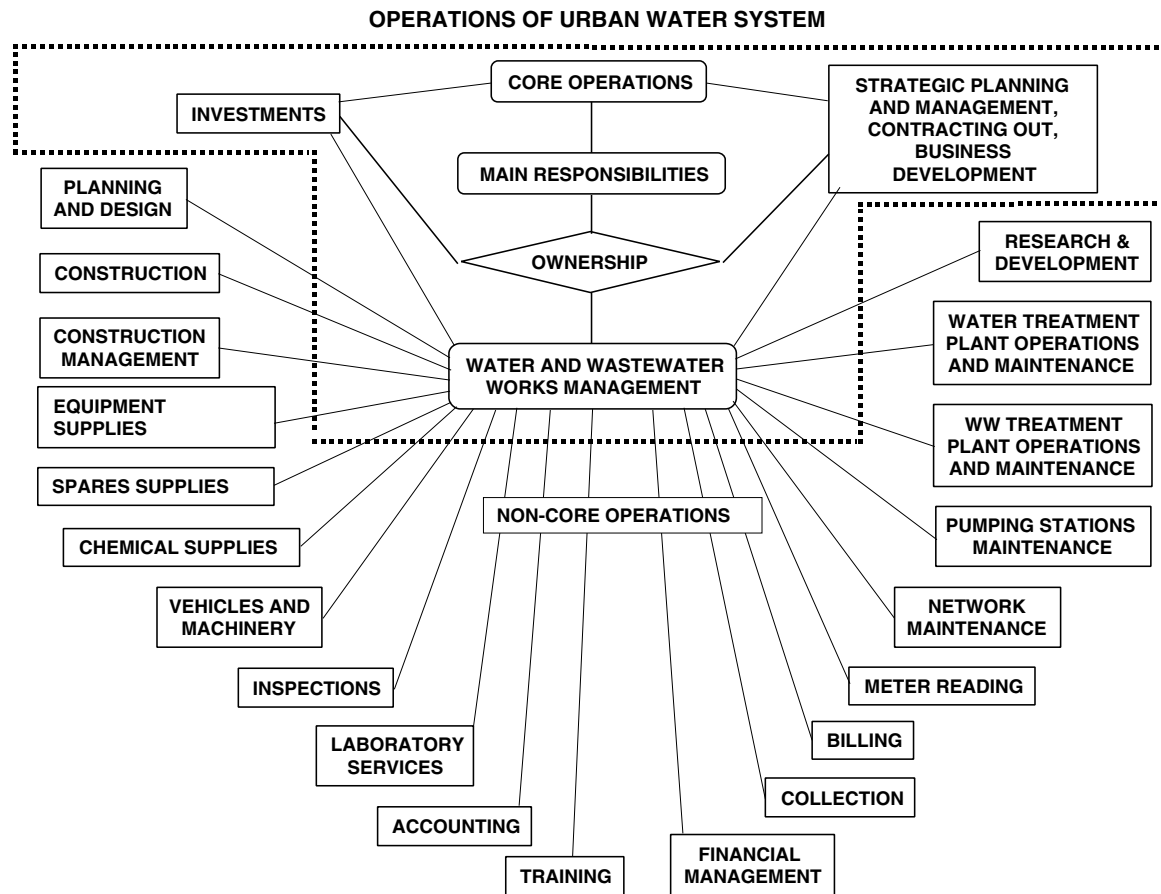 OPERATIONS OF URBAN WATER SYSTEM
CORE OPERATIONS
INVESTMENTS
STRATEGIC PLANNING
AND MANAGEMENT,
CONTRACTING OUT,
BUSINESS
DEVELOPMENT
MAIN RESPONSIBILITIES
OWNERSHIP
WATER AND WASTEWATER
WORKS MANAGEMENT
PLANNING
AND DESIGN
CONSTRUCTION
CONSTRUCTION
MANAGEMENT
EQUIPMENT
SUPPLIES
SPARES SUPPLIES
CHEMICAL SUPPLIES
VEHICLES AND
MACHINERY
INSPECTIONS
LABORATORY
SERVICES
ACCOUNTING
TRAINING
NON-CORE OPERATIONS
RESEARCH &
DEVELOPMENT
WATER TREATMENT
PLANT OPERATIONS
AND MAINTENANCE
WW TREATMENT
PLANT OPERATIONS
AND MAINTENANCE
PUMPING STATIONS
MAINTENANCE
NETWORK
MAINTENANCE
METER READING
BILLING
COLLECTION
FINANCIAL
MANAGEMENT